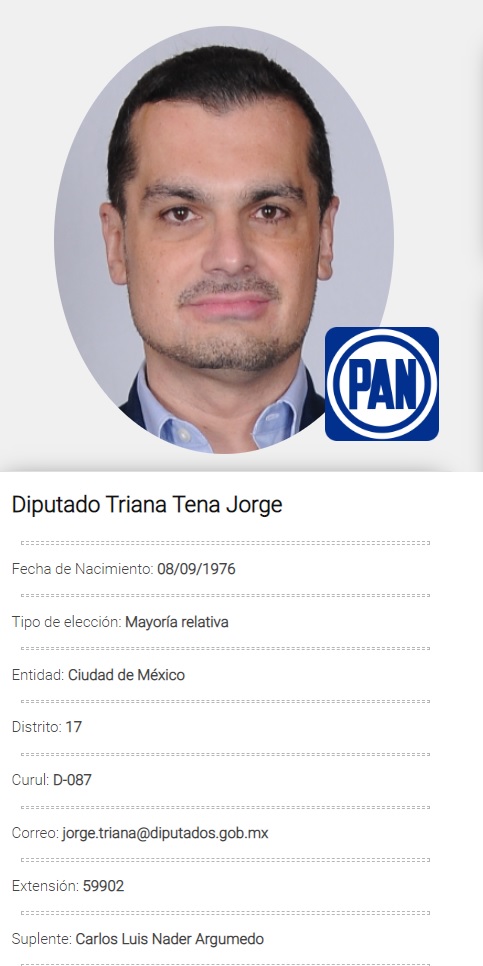 PAN
Diputado Triana Tena Jorge
Fecha de Nacimiento: 08/09/1976
Tipo de elección: Mayoría relativa
Entidad: Ciudad de México
Distrito: 17
Curul: D-087
Correo: jorge.triana@diputados.gob.mx
Extensión: 59902
Suplente: Carlos Luis Nader Argumedo